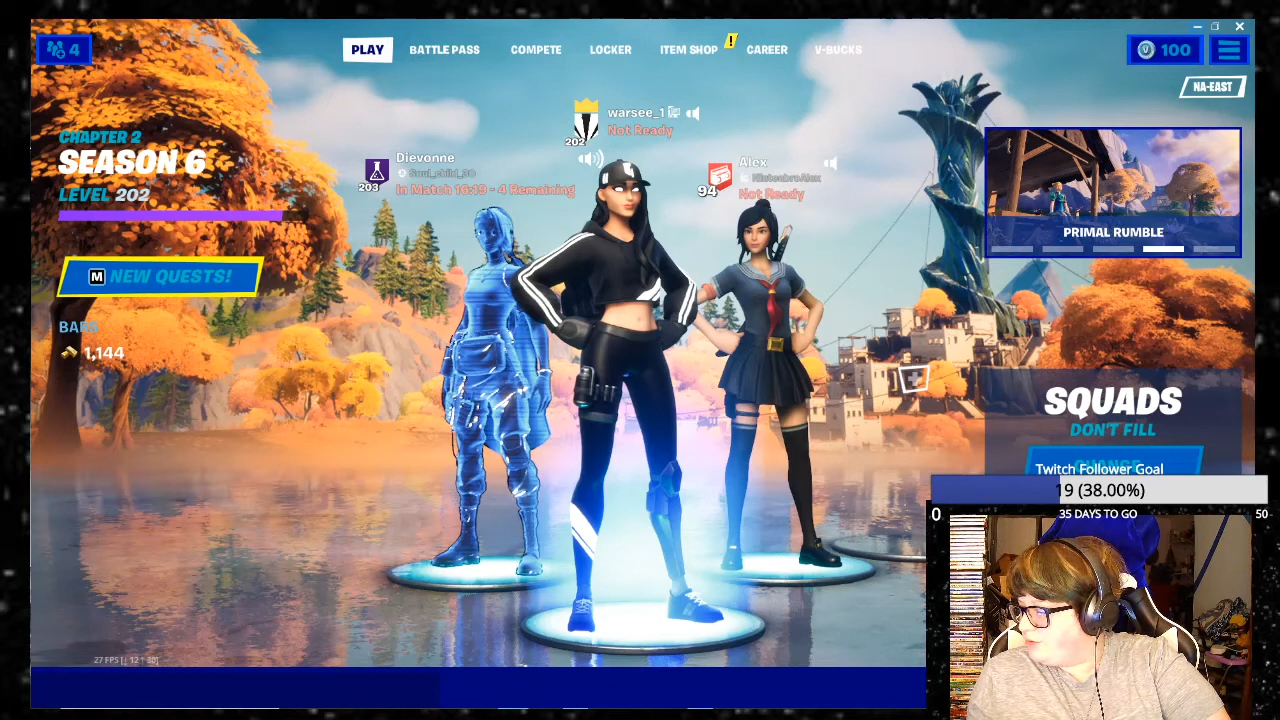 4
PLAY
BATTLE PASS
COMPETE
LOCKER
ITEM SHOP
!
CAREER
V-BUCKS
100
NA-EAST
CHAPTER 2
SEASON 6
LEVEL 202
M NEW QUESTS!
BARS
1,144
warsee_1
Not Ready
202
Dievonne
Soul_child_30
In Match 16:19 - 4 Remaining
203
Alex
NintenbroAlex
Not Ready
94
PRIMAL RUMBLE
SQUADS
DON'T FILL
CHANGE
Twitch Follower Goal
19 (38.00%)
0
35 DAYS TO GO
50